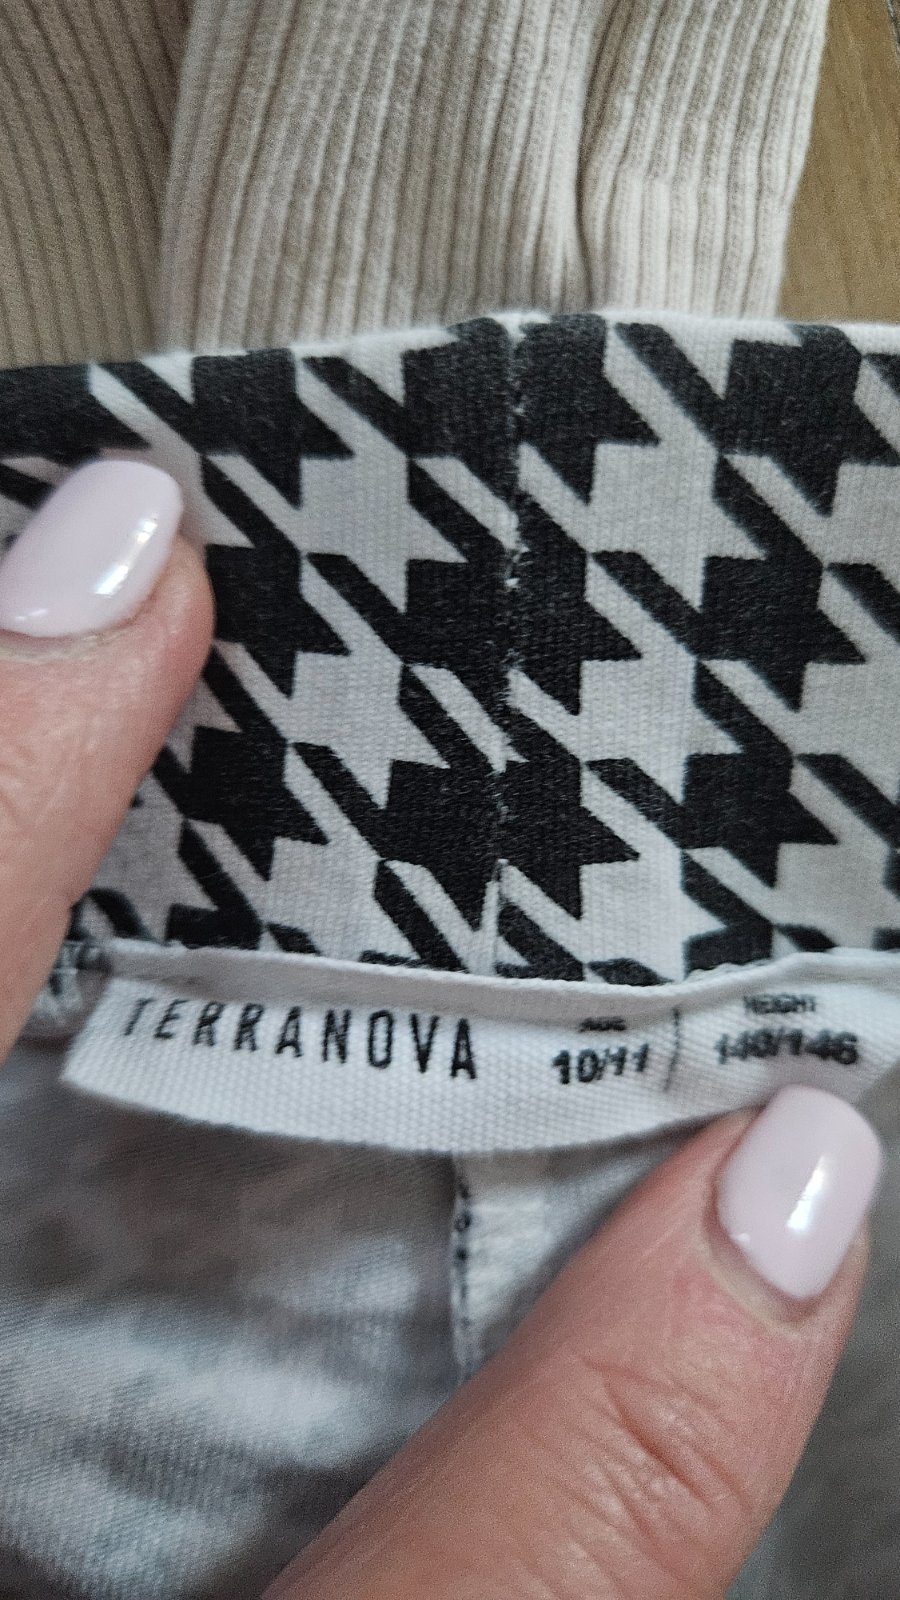 TERRANOVA
AGE
10/11
HEIGHT
140/146